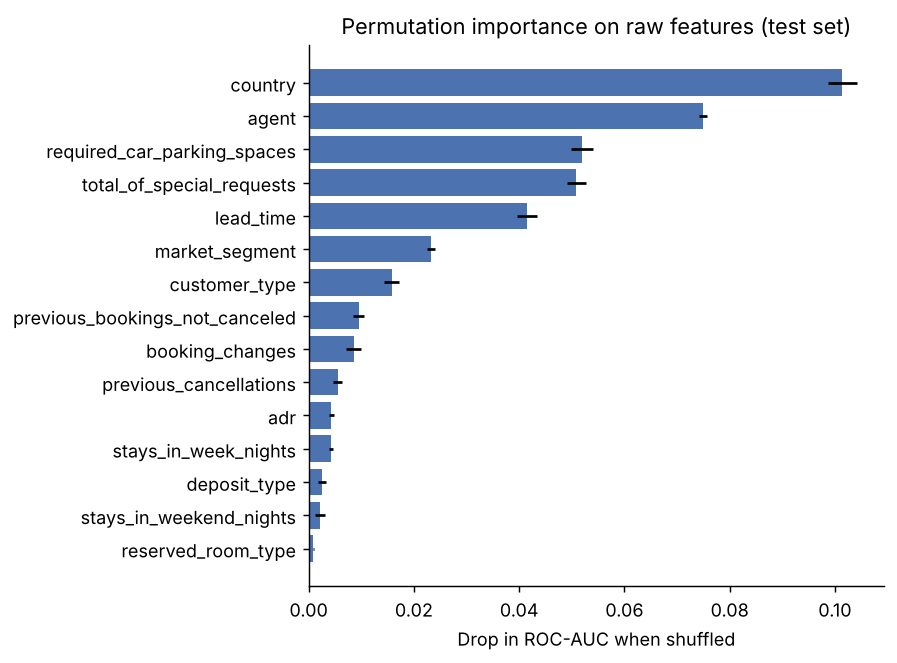 Permutation importance on raw features (test set)
country
agent
required_car_parking_spaces
total_of_special_requests
lead_time
market_segment
customer_type
previous_bookings_not_canceled
booking_changes
previous_cancellations
adr
stays_in_week_nights
deposit_type
stays_in_weekend_nights
reserved_room_type
0.00 0.02 0.04 0.06 0.08 0.10
Drop in ROC-AUC when shuffled